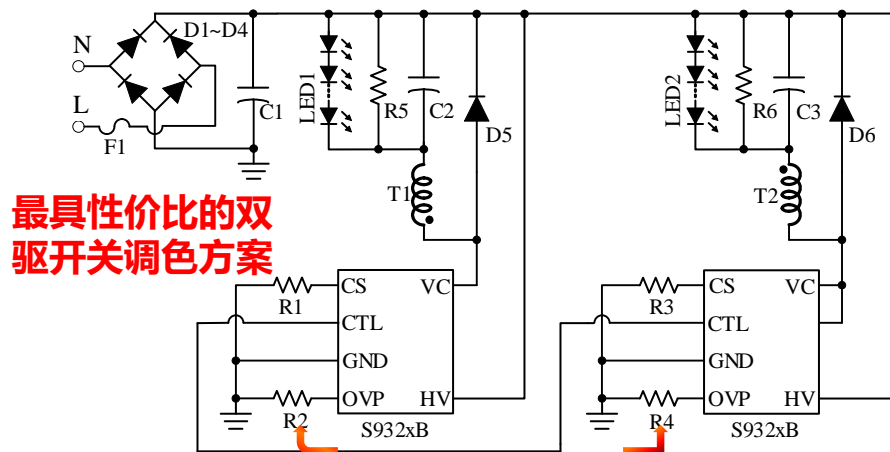 N
D1~D4
L
F1
C1
LED1
R5
C2
D5
T1
LED2
R6
C3
D6
T2
最具性价比的双
驱开关调色方案
R1
CS
VC
CTL
GND
R2
OVP
HV
S932xB
R3
CS
VC
CTL
GND
R4
OVP
HV
S932xB